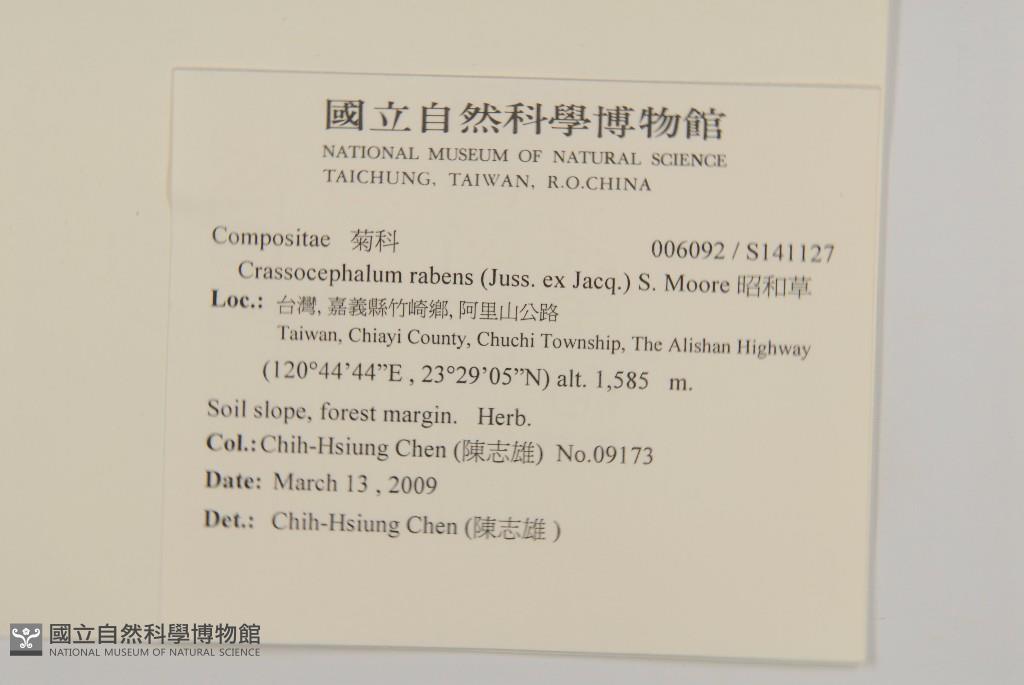 國立自然科學博物館
NATIONAL MUSEUM OF NATURAL SCIENCE
TAICHUNG, TAIWAN, R.O.CHINA
Compositae 菊科 006092 / S141127
Crassocephalum rabens (Juss. ex Jacq.) S. Moore 昭和草
Loc.: 台灣, 嘉義縣竹崎鄉, 阿里山公路
Taiwan, Chiayi County, Chuchi Township, The Alishan Highway
(120°44’44”E , 23°29’05”N) alt. 1,585 m.
Soil slope, forest margin. Herb.
Col.: Chih-Hsiung Chen (陳志雄) No.09173
Date: March 13 , 2009
Det.: Chih-Hsiung Chen (陳志雄 )
國立自然科學博物館
NATIONAL MUSEUM OF NATURAL SCIENCE